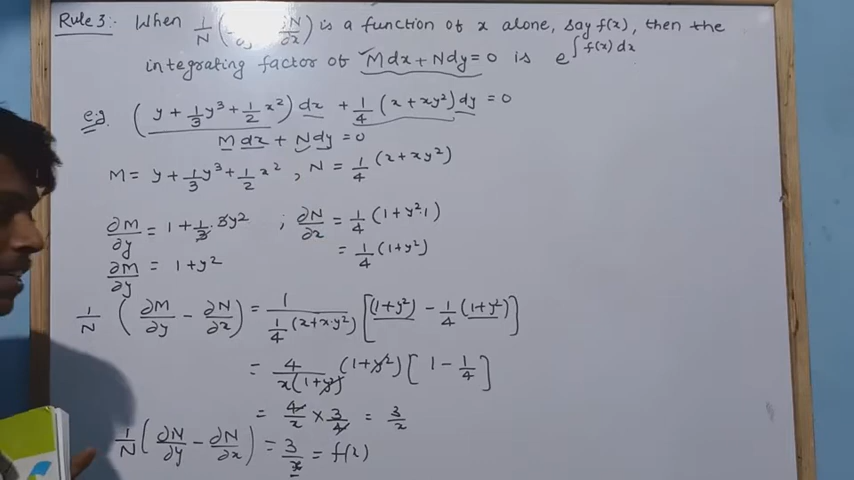 Rule 3:- When 1/N ( ∂y ∂N/∂x ) is a function of x alone, say f(x), then the
integrating factor of Mdx + Ndy = 0 is e^∫f(x)dx
e.g. ( y + 1/3 y³ + 1/2 x² ) dx + 1/4 (x + xy²) dy = 0
M dx + N dy = 0
M = y + 1/3 y³ + 1/2 x² , N = 1/4 (x + xy²)
∂M/∂y = 1 + 1/3 · 3y² ; ∂N/∂x = 1/4 (1 + y²·1)
∂M/∂y = 1 + y² = 1/4 (1 + y²)
1/N ( ∂M/∂y - ∂N/∂x ) = 1 / 1/4 (x + x·y²) [ (1 + y²) - 1/4 (1 + y²) ]
= 4 / x(1 + y²) (1 + y²) [ 1 - 1/4 ]
= 4/x × 3/4 = 3/x
1/N ( ∂N/∂y - ∂N/∂x ) = 3/x = f(x)